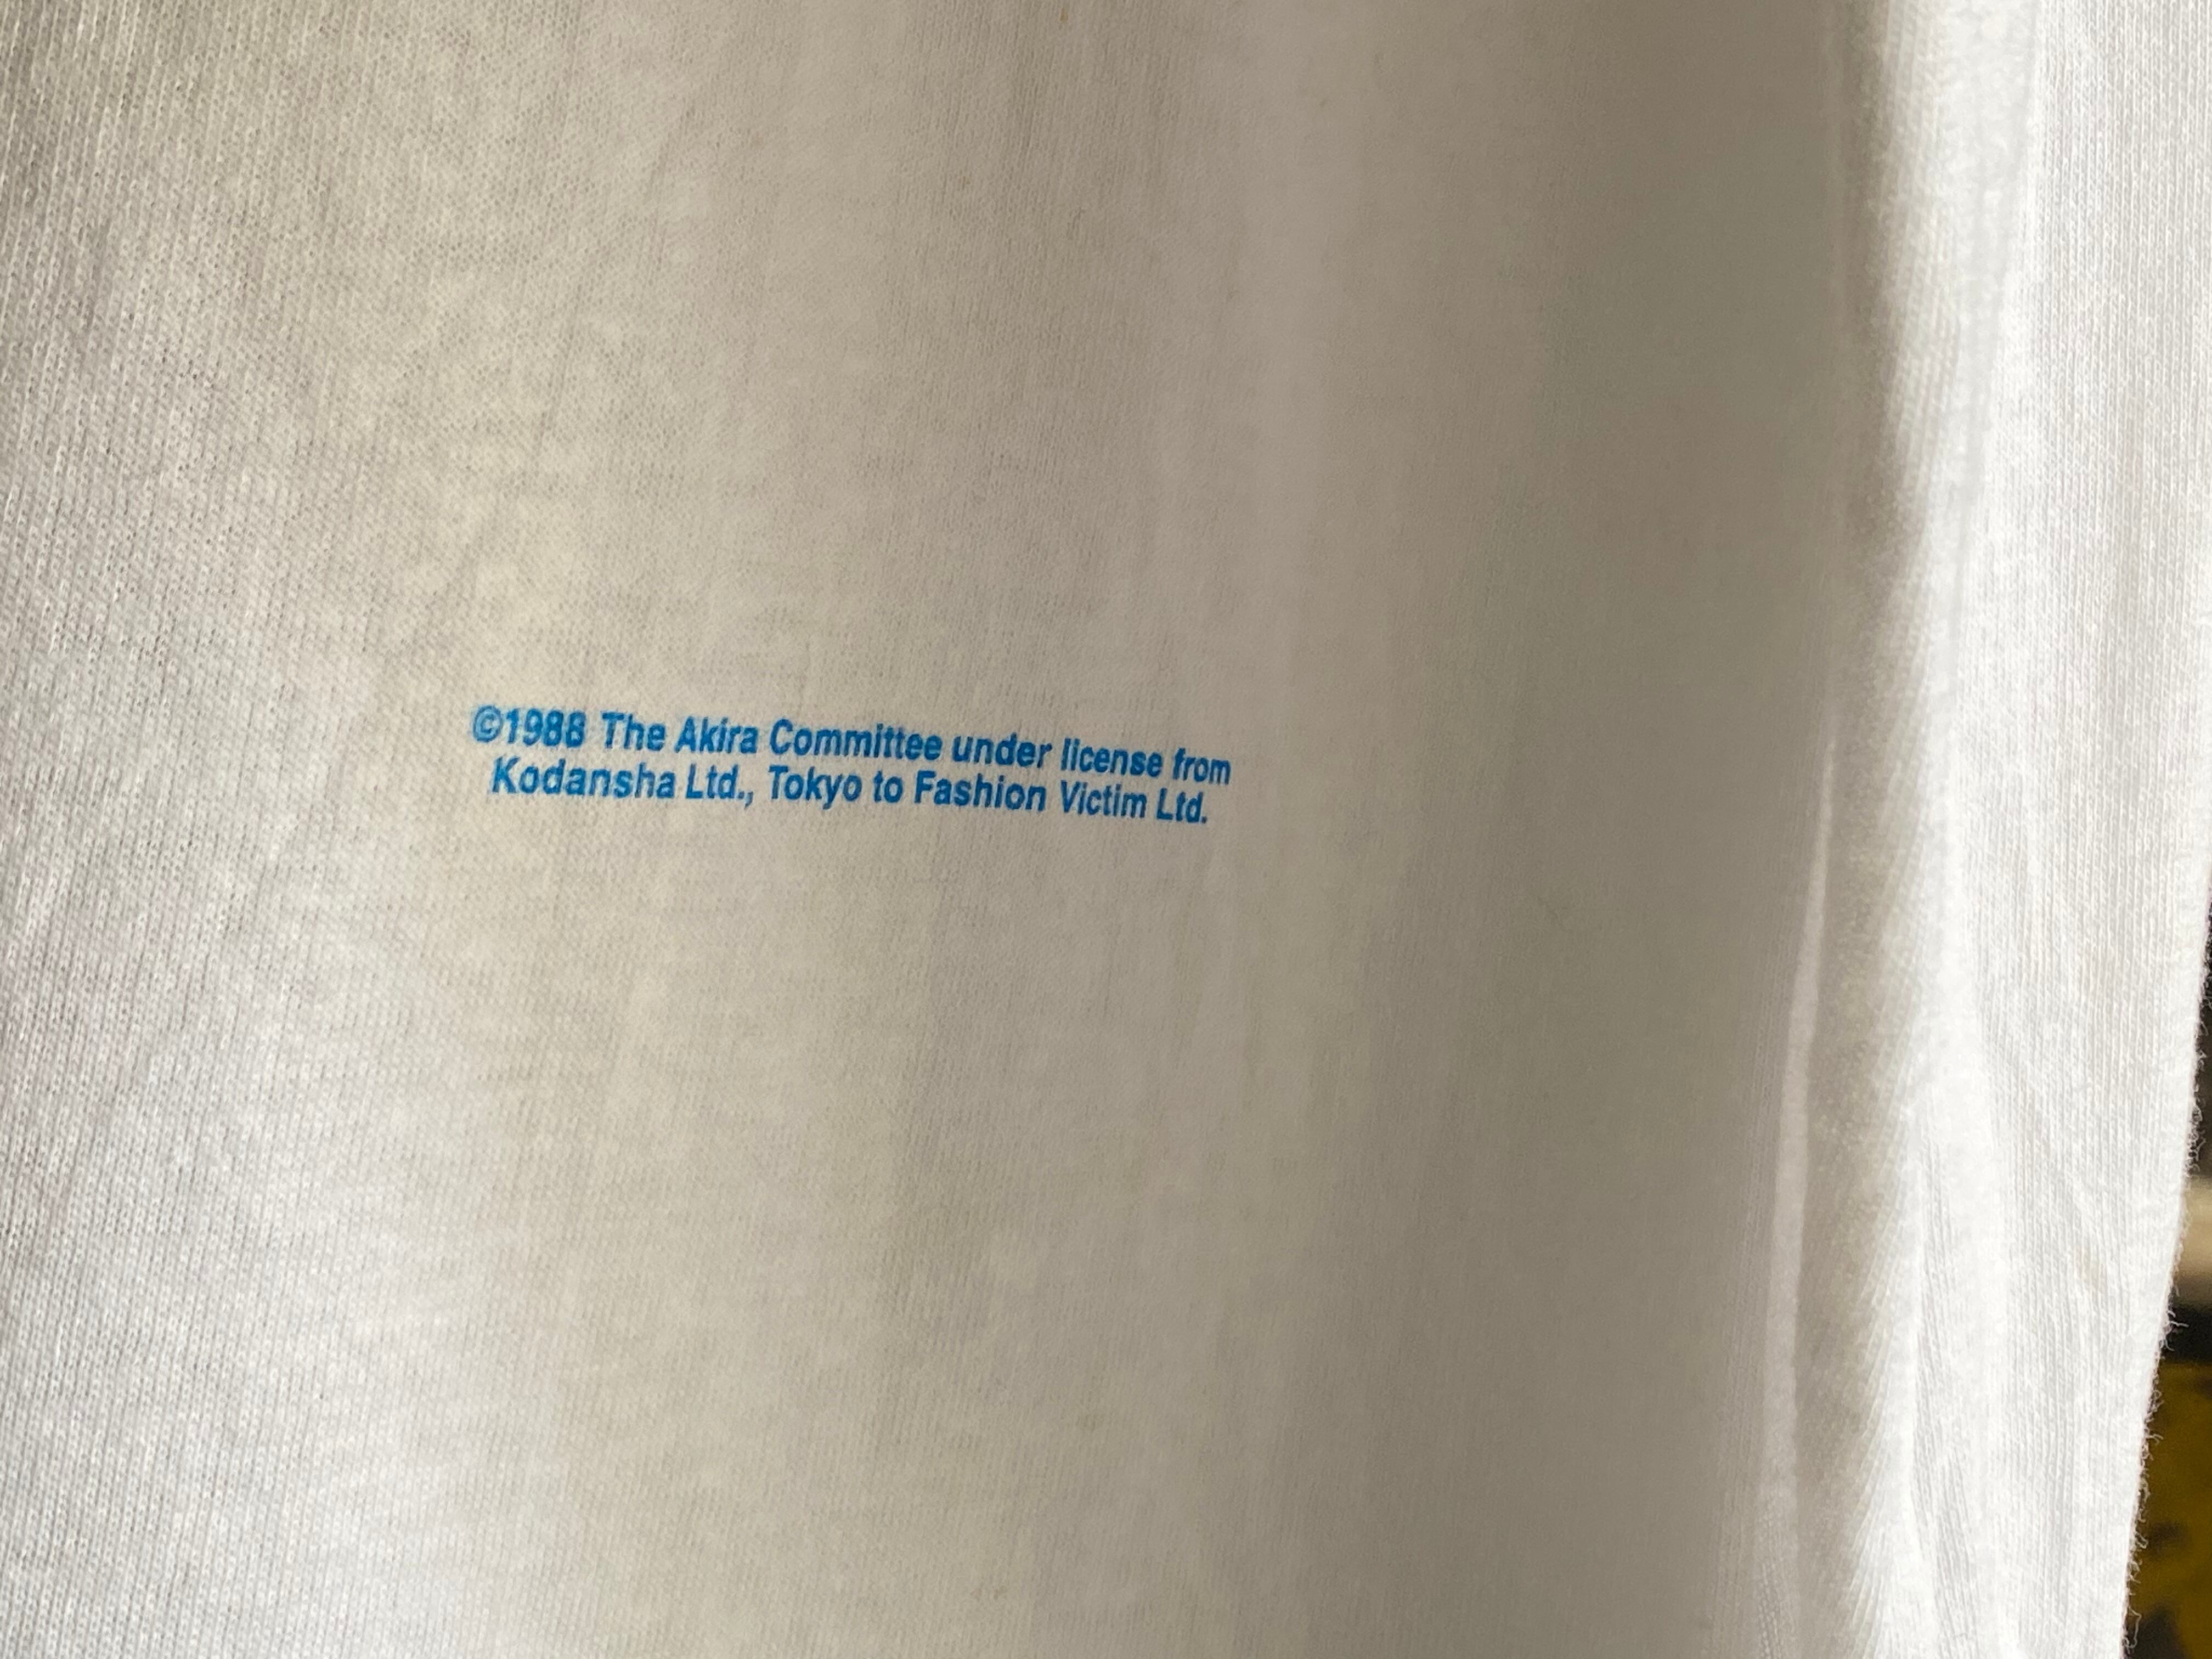 ©1988 The Akira Committee under license from
Kodansha Ltd., Tokyo to Fashion Victim Ltd.